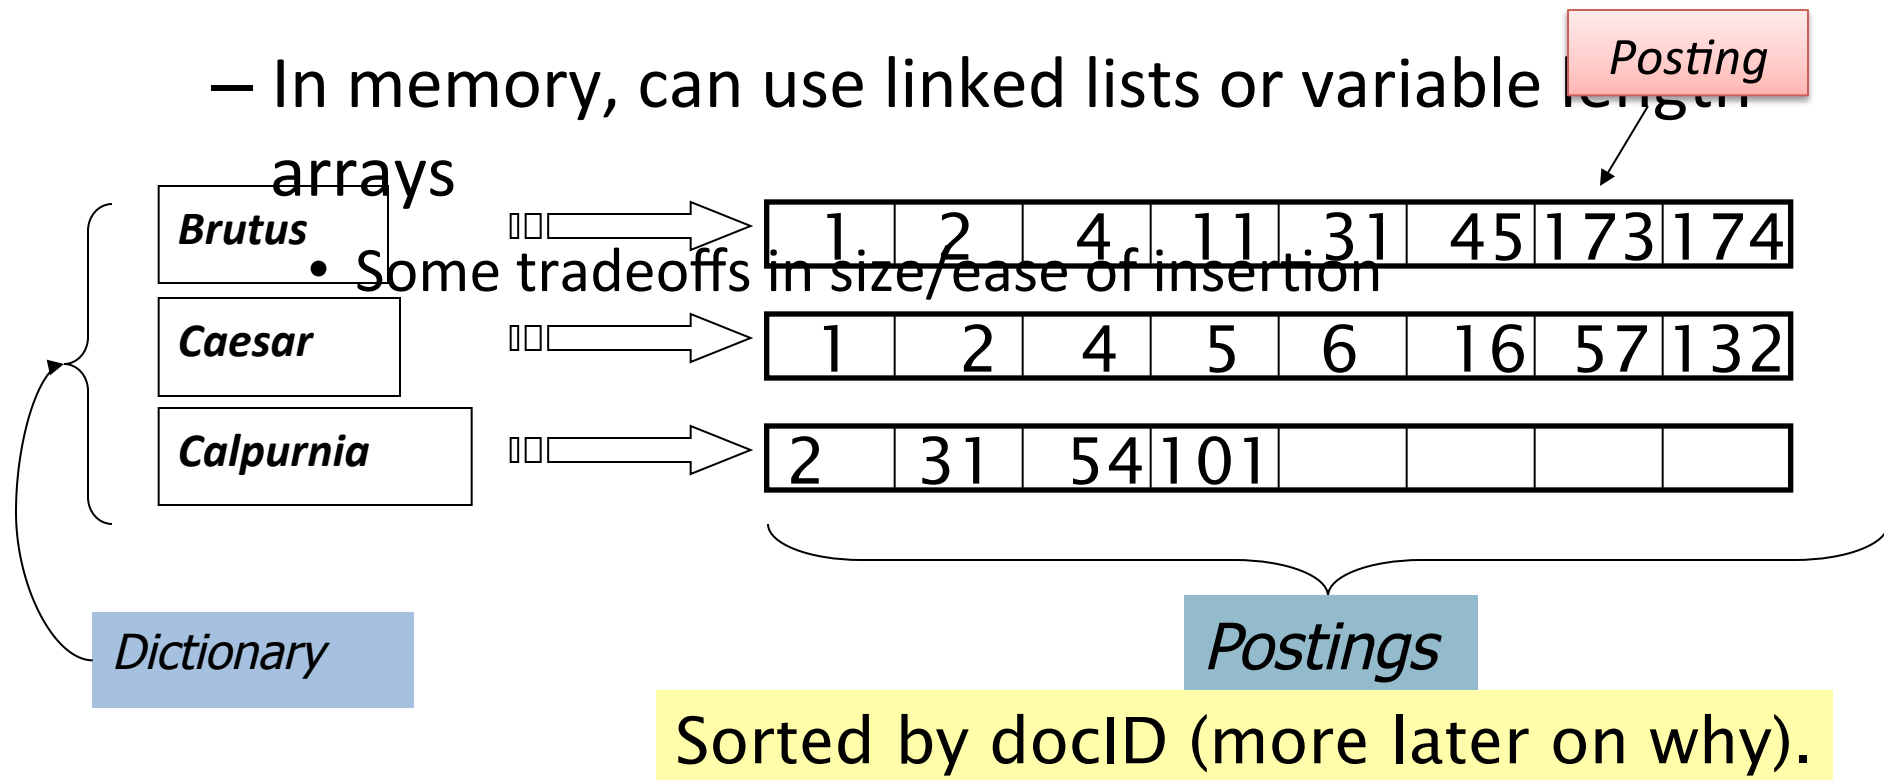 Posting
– In memory, can use linked lists or variable length
arrays
Brutus 1 2 4 11 31 45 173 174
• Some tradeoffs in size/ease of insertion
Caesar 1 2 4 5 6 16 57 132
Calpurnia 2 31 54 101
Dictionary
Postings
Sorted by docID (more later on why).